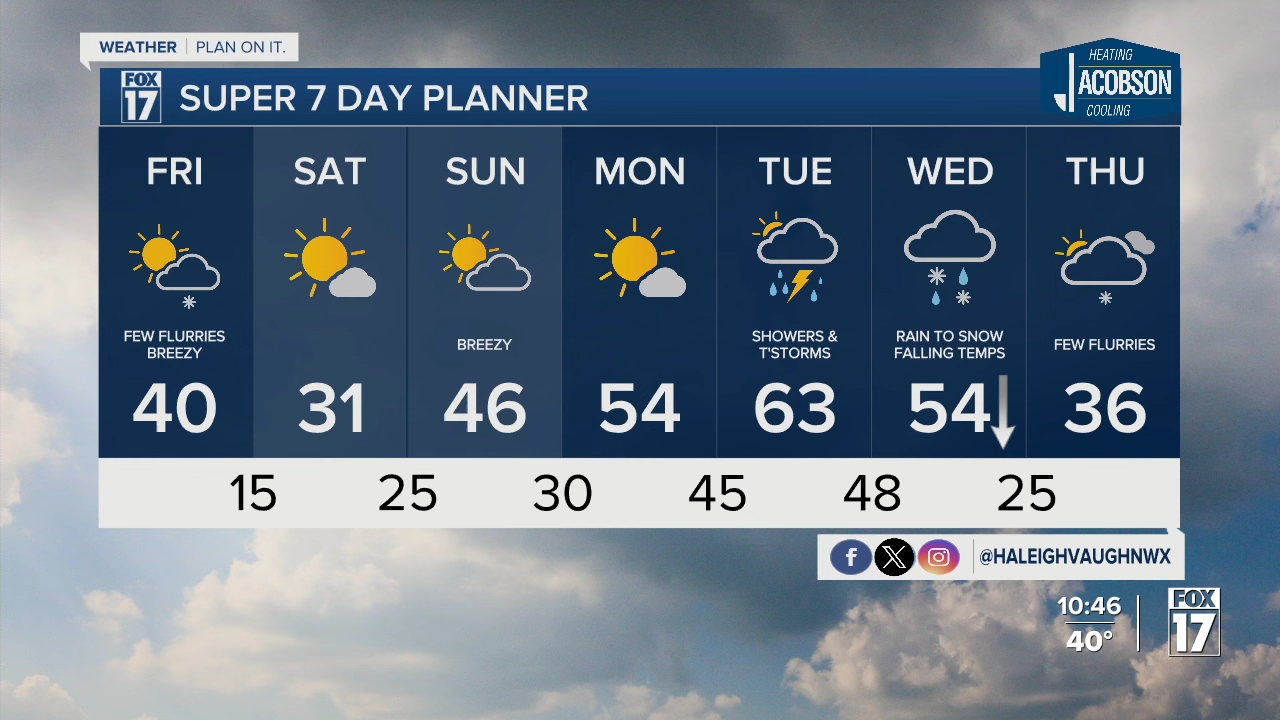 WEATHER | PLAN ON IT.
FOX 17
SUPER 7 DAY PLANNER
HEATING
JACOBSON
COOLING
FRI SAT SUN MON TUE WED THU
FEW FLURRIES
BREEZY
BREEZY
SHOWERS &
T'STORMS
RAIN TO SNOW
FALLING TEMPS
FEW FLURRIES
40 31 46 54 63 54 36
15 25 30 45 48 25
@HALEIGHVAUGHNWX
10:46
40°
FOX
17